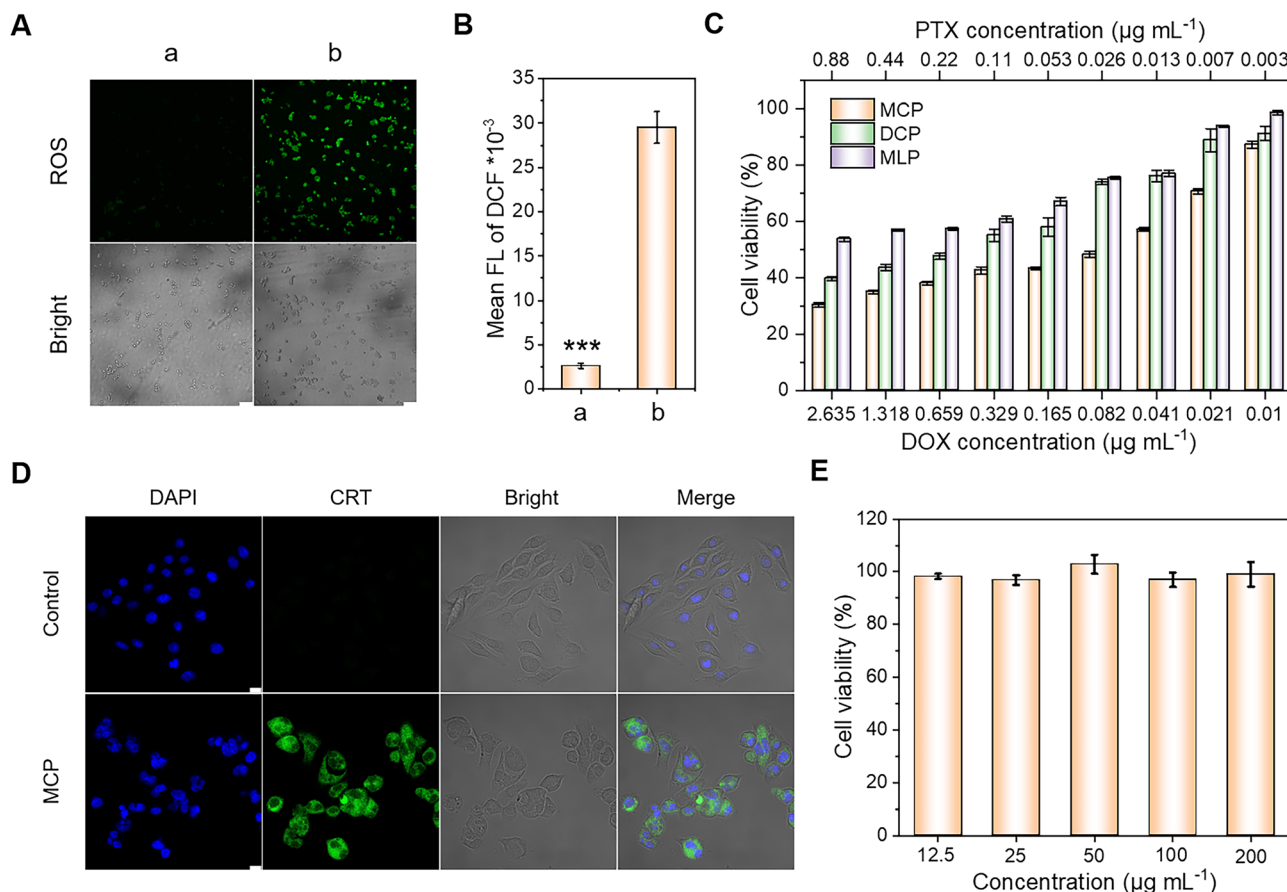 A
a
b
ROS
Bright
B
Mean FL of DCF *10⁻³
35
30
25
20
15
10
5
0
***
a
b
C
PTX concentration (µg mL⁻¹)
0.88 0.44 0.22 0.11 0.053 0.026 0.013 0.007 0.003
MCP
DCP
MLP
Cell viability (%)
100
80
60
40
20
0
2.635 1.318 0.659 0.329 0.165 0.082 0.041 0.021 0.01
DOX concentration (µg mL⁻¹)
D
DAPI CRT Bright Merge
Control
MCP
E
Cell viability (%)
120
100
80
60
40
20
0
12.5 25 50 100 200
Concentration (µg mL⁻¹)